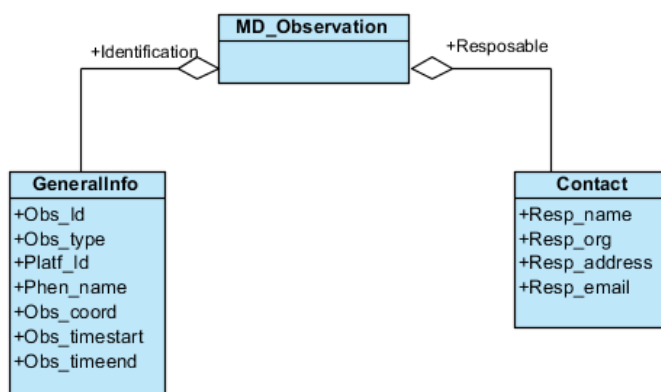 MD_Observation
+Identification
+Resposable
GeneralInfo
+Obs_Id
+Obs_type
+Platf_Id
+Phen_name
+Obs_coord
+Obs_timestart
+Obs_timeend
Contact
+Resp_name
+Resp_org
+Resp_address
+Resp_email